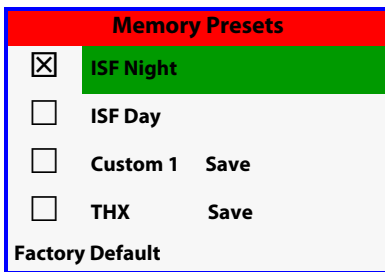 Memory Presets
ISF Night
ISF Day
Custom 1 Save
THX Save
Factory Default